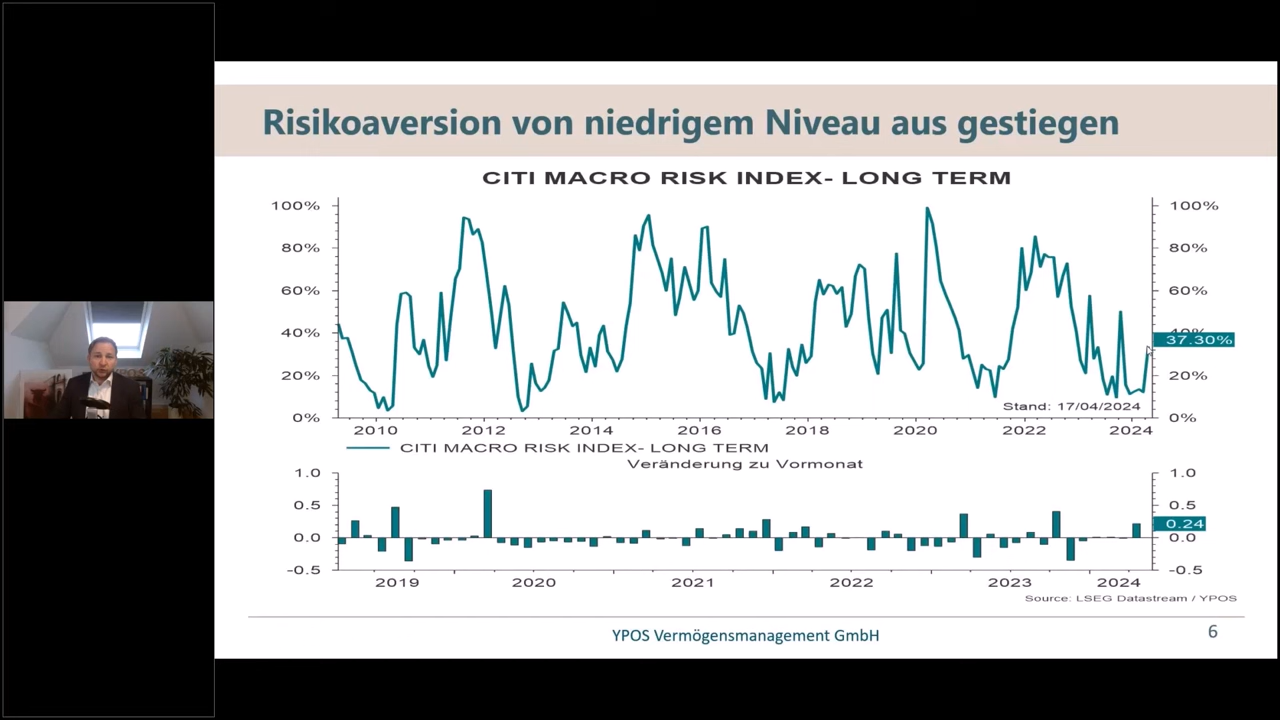 Risikoaversion von niedrigem Niveau aus gestiegen
CITI MACRO RISK INDEX- LONG TERM
100%
80%
60%
40%
20%
0%
100%
80%
60%
40%
37.30%
20%
0%
Stand: 17/04/2024
2010 2012 2014 2016 2018 2020 2022 2024
CITI MACRO RISK INDEX- LONG TERM
Veränderung zu Vormonat
1.0
0.5
0.0
-0.5
1.0
0.5
0.24
0.0
-0.5
2019 2020 2021 2022 2023 2024
Source: LSEG Datastream / YPOS
YPOS Vermögensmanagement GmbH
6